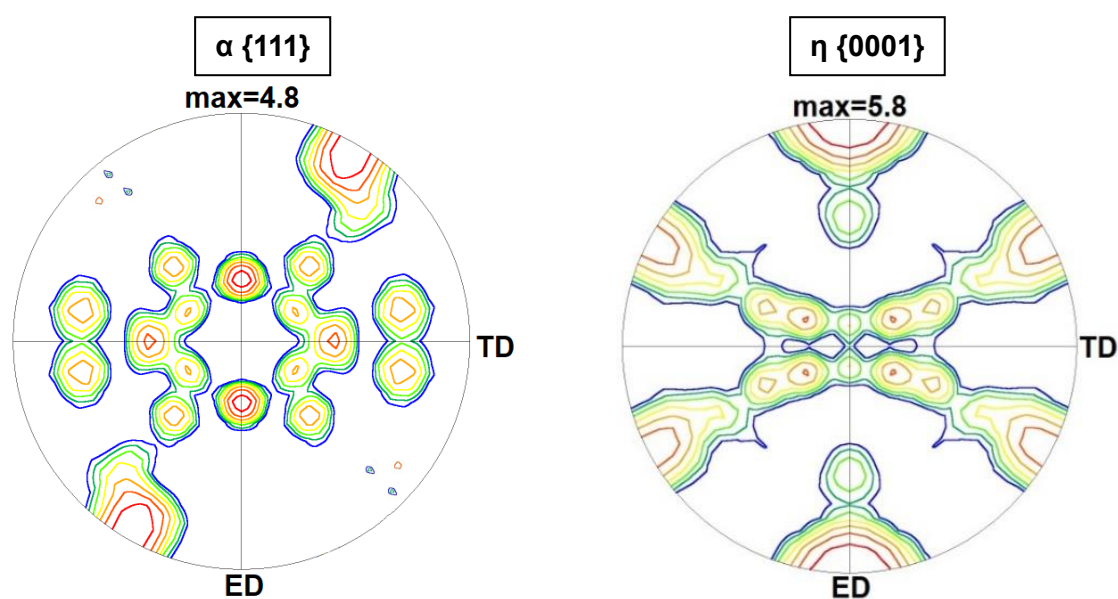 α {111}
η {0001}
max=4.8
max=5.8
TD
TD
ED
ED